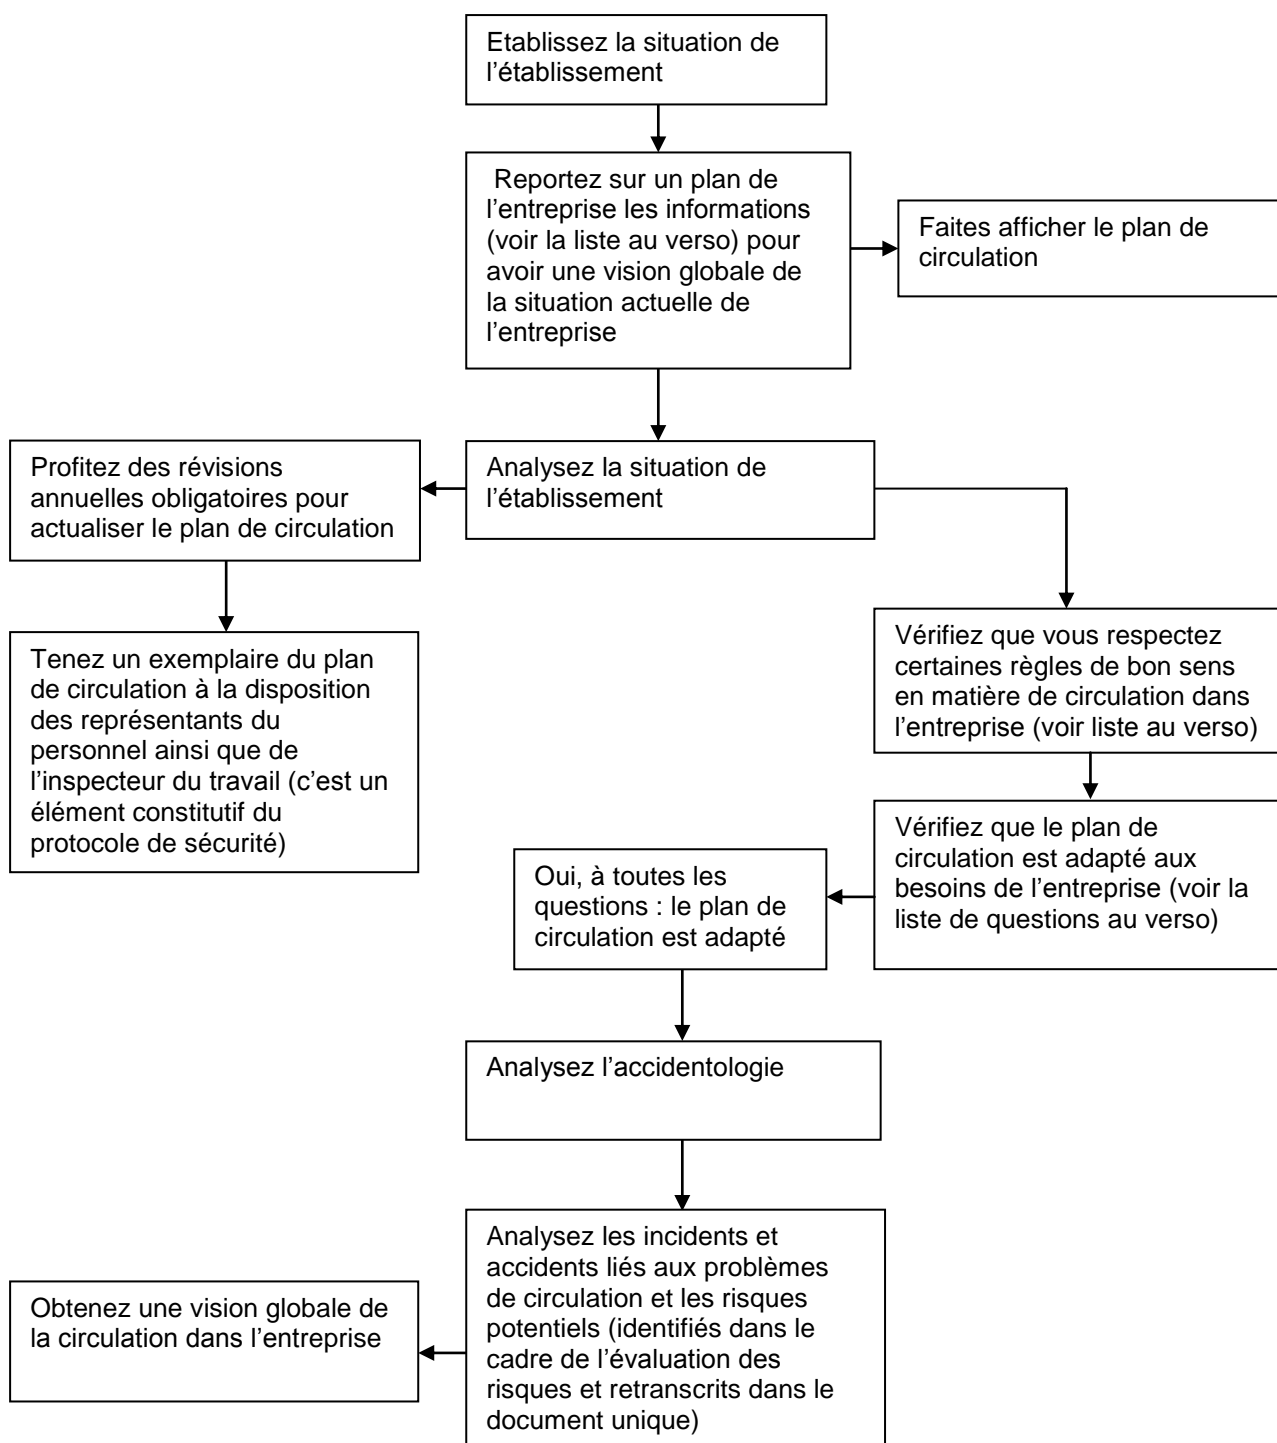 Etablissez la situation de
l’établissement
Reportez sur un plan de
l’entreprise les informations
(voir la liste au verso) pour
avoir une vision globale de
la situation actuelle de
l’entreprise
Faites afficher le plan de
circulation
Profitez des révisions
annuelles obligatoires pour
actualiser le plan de circulation
Analysez la situation de
l’établissement
Tenez un exemplaire du plan
de circulation à la disposition
des représentants du
personnel ainsi que de
l’inspecteur du travail (c’est un
élément constitutif du
protocole de sécurité)
Vérifiez que vous respectez
certaines règles de bon sens
en matière de circulation dans
l’entreprise (voir liste au verso)
Vérifiez que le plan de
circulation est adapté aux
besoins de l’entreprise (voir la
liste de questions au verso)
Oui, à toutes les
questions : le plan de
circulation est adapté
Analysez l’accidentologie
Analysez les incidents et
accidents liés aux problèmes
de circulation et les risques
potentiels (identifiés dans le
cadre de l’évaluation des
risques et retranscrits dans le
document unique)
Obtenez une vision globale de
la circulation dans l’entreprise